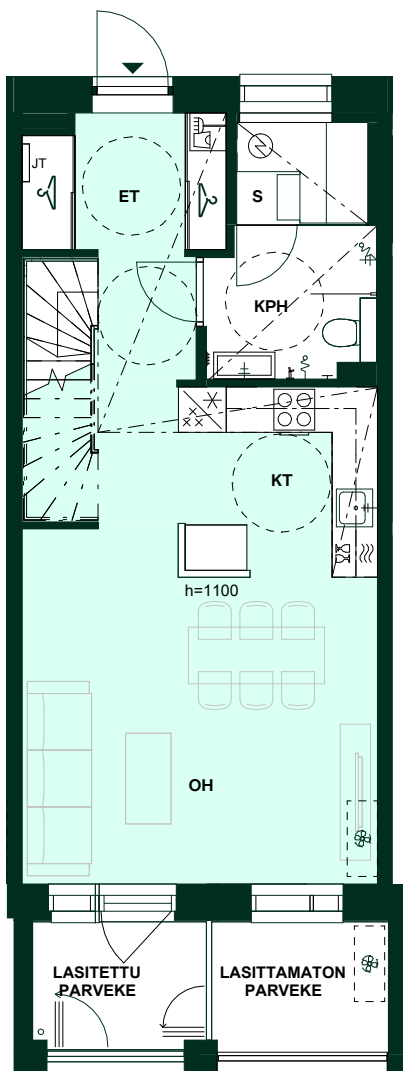 JT
ET
S
KPH
KT
h=1100
OH
LASITETTU
PARVEKE
LASITTAMATON
PARVEKE